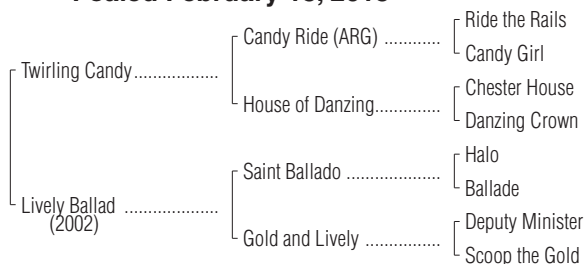 Foaled February
Ride the Rails
Candy Ride (ARG) ............
Candy Girl
Twirling Candy..................
Chester House
House of Danzing..............
Danzing Crown
Halo
Saint Ballado ....................
Ballade
Lively Ballad ....................
(2002)
Deputy Minister
Gold and Lively ................
Scoop the Gold